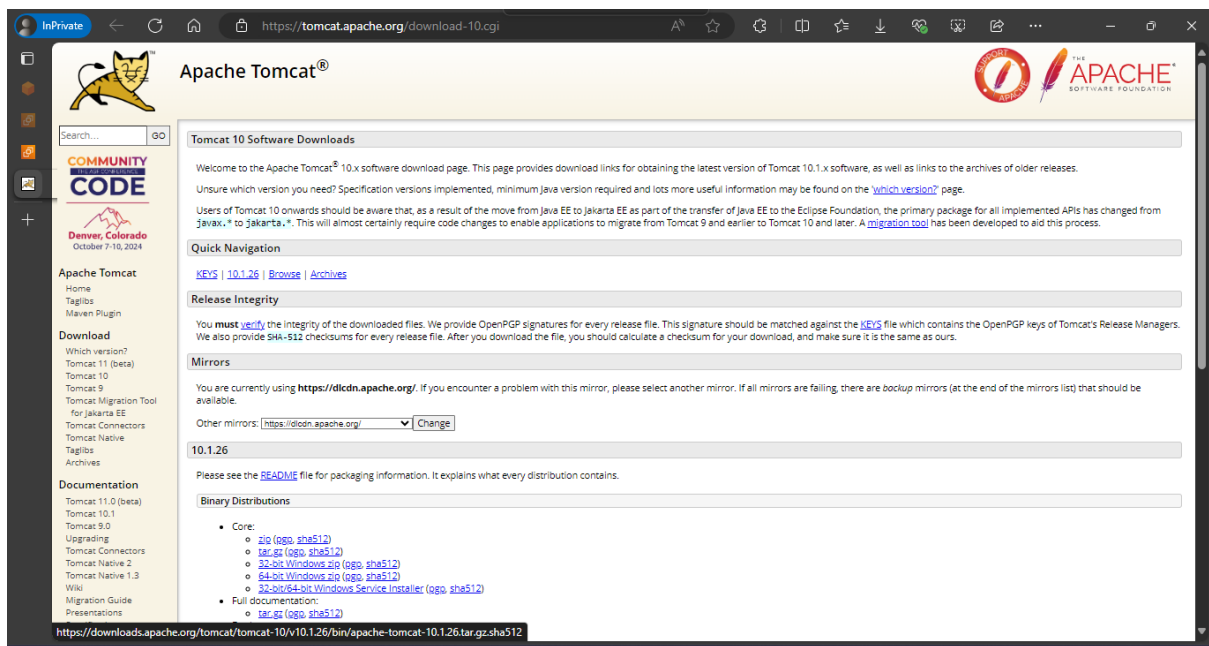 InPrivate
https://tomcat.apache.org/download-10.cgi
TM
Apache Tomcat®
SUPPORT
APACHE
THE
APACHE®
SOFTWARE FOUNDATION
Search...
GO
COMMUNITY
THE ASF CONFERENCE
CODE
Denver, Colorado
October 7-10, 2024
Apache Tomcat
Home
Taglibs
Maven Plugin
Download
Which version?
Tomcat 11 (beta)
Tomcat 10
Tomcat 9
Tomcat Migration Tool
for Jakarta EE
Tomcat Connectors
Tomcat Native
Taglibs
Archives
Documentation
Tomcat 11.0 (beta)
Tomcat 10.1
Tomcat 9.0
Upgrading
Tomcat Connectors
Tomcat Native 2
Tomcat Native 1.3
Wiki
Migration Guide
Presentations
Tomcat 10 Software Downloads
Welcome to the Apache Tomcat® 10.x software download page. This page provides download links for obtaining the latest version of Tomcat 10.1.x software, as well as links to the archives of older releases.
Unsure which version you need? Specification versions implemented, minimum Java version required and lots more useful information may be found on the 'which version?' page.
Users of Tomcat 10 onwards should be aware that, as a result of the move from Java EE to Jakarta EE as part of the transfer of Java EE to the Eclipse Foundation, the primary package for all implemented APIs has changed from
javax.* to jakarta.*. This will almost certainly require code changes to enable applications to migrate from Tomcat 9 and earlier to Tomcat 10 and later. A migration tool has been developed to aid this process.
Quick Navigation
KEYS | 10.1.26 | Browse | Archives
Release Integrity
You must verify the integrity of the downloaded files. We provide OpenPGP signatures for every release file. This signature should be matched against the KEYS file which contains the OpenPGP keys of Tomcat's Release Managers.
We also provide SHA-512 checksums for every release file. After you download the file, you should calculate a checksum for your download, and make sure it is the same as ours.
Mirrors
You are currently using https://dlcdn.apache.org/. If you encounter a problem with this mirror, please select another mirror. If all mirrors are failing, there are backup mirrors (at the end of the mirrors list) that should be
available.
Other mirrors: https://dlcdn.apache.org/ Change
10.1.26
Please see the README file for packaging information. It explains what every distribution contains.
Binary Distributions
Core:
zip (pgp, sha512)
tar.gz (pgp, sha512)
32-bit Windows zip (pgp, sha512)
64-bit Windows zip (pgp, sha512)
32-bit/64-bit Windows Service Installer (pgp, sha512)
Full documentation:
tar.gz (pgp, sha512)
https://downloads.apache.org/tomcat/tomcat-10/v10.1.26/bin/apache-tomcat-10.1.26.tar.gz.sha512